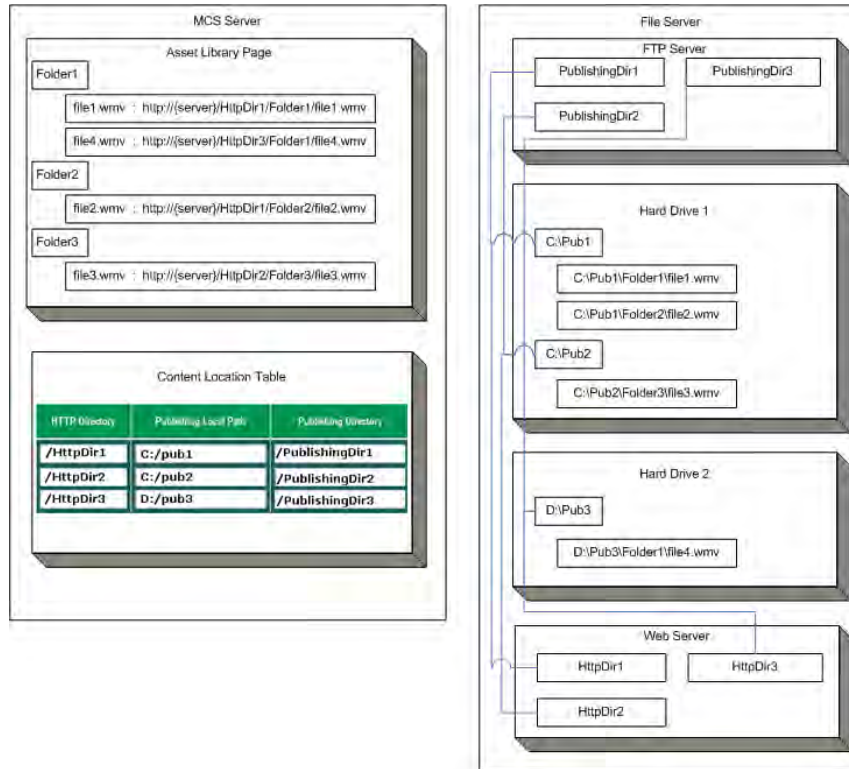 MCS Server
Asset Library Page
Folder1
file1.wmv : http://{server}/HttpDir1/Folder1/file1.wmv
file4.wmv : http://{server}/HttpDir3/Folder1/file4.wmv
Folder2
file2.wmv : http://{server}/HttpDir1/Folder2/file2.wmv
Folder3
file3.wmv : http://{server}/HttpDir2/Folder3/file3.wmv
Content Location Table
HTTP Directory Publishing Local Path Publishing Directory
/HttpDir1 C:/pub1 /PublishingDir1
/HttpDir2 C:/pub2 /PublishingDir2
/HttpDir3 D:/pub3 /PublishingDir3
File Server
FTP Server
PublishingDir1 PublishingDir3
PublishingDir2
Hard Drive 1
C:\Pub1
C:\Pub1\Folder1\file1.wmv
C:\Pub1\Folder2\file2.wmv
C:\Pub2
C:\Pub2\Folder3\file3.wmv
Hard Drive 2
D:\Pub3
D:\Pub3\Folder1\file4.wmv
Web Server
HttpDir1 HttpDir3
HttpDir2